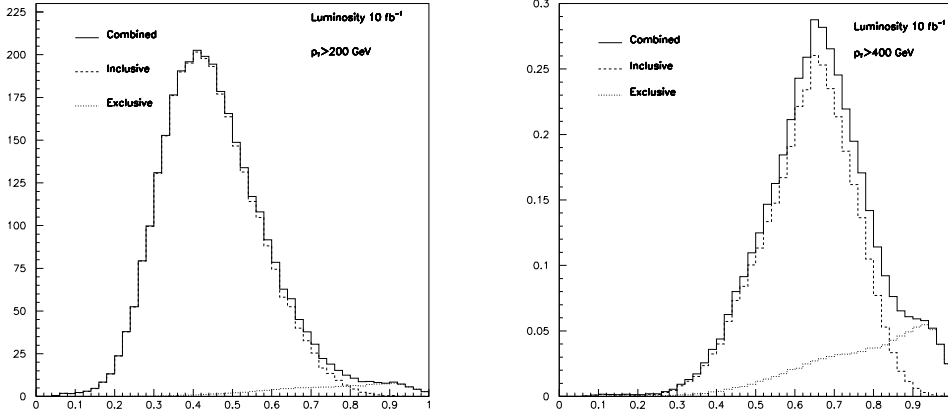 225
200
175
150
125
100
75
50
25
0
0 0.1 0.2 0.3 0.4 0.5 0.6 0.7 0.8 0.9 1
Luminosity 10 fb⁻¹
Combined
pT>200 GeV
Inclusive
Exclusive
0.3
0.25
0.2
0.15
0.1
0.05
0
0 0.1 0.2 0.3 0.4 0.5 0.6 0.7 0.8 0.9
Luminosity 10 fb⁻¹
Combined
pT>400 GeV
Inclusive
Exclusive